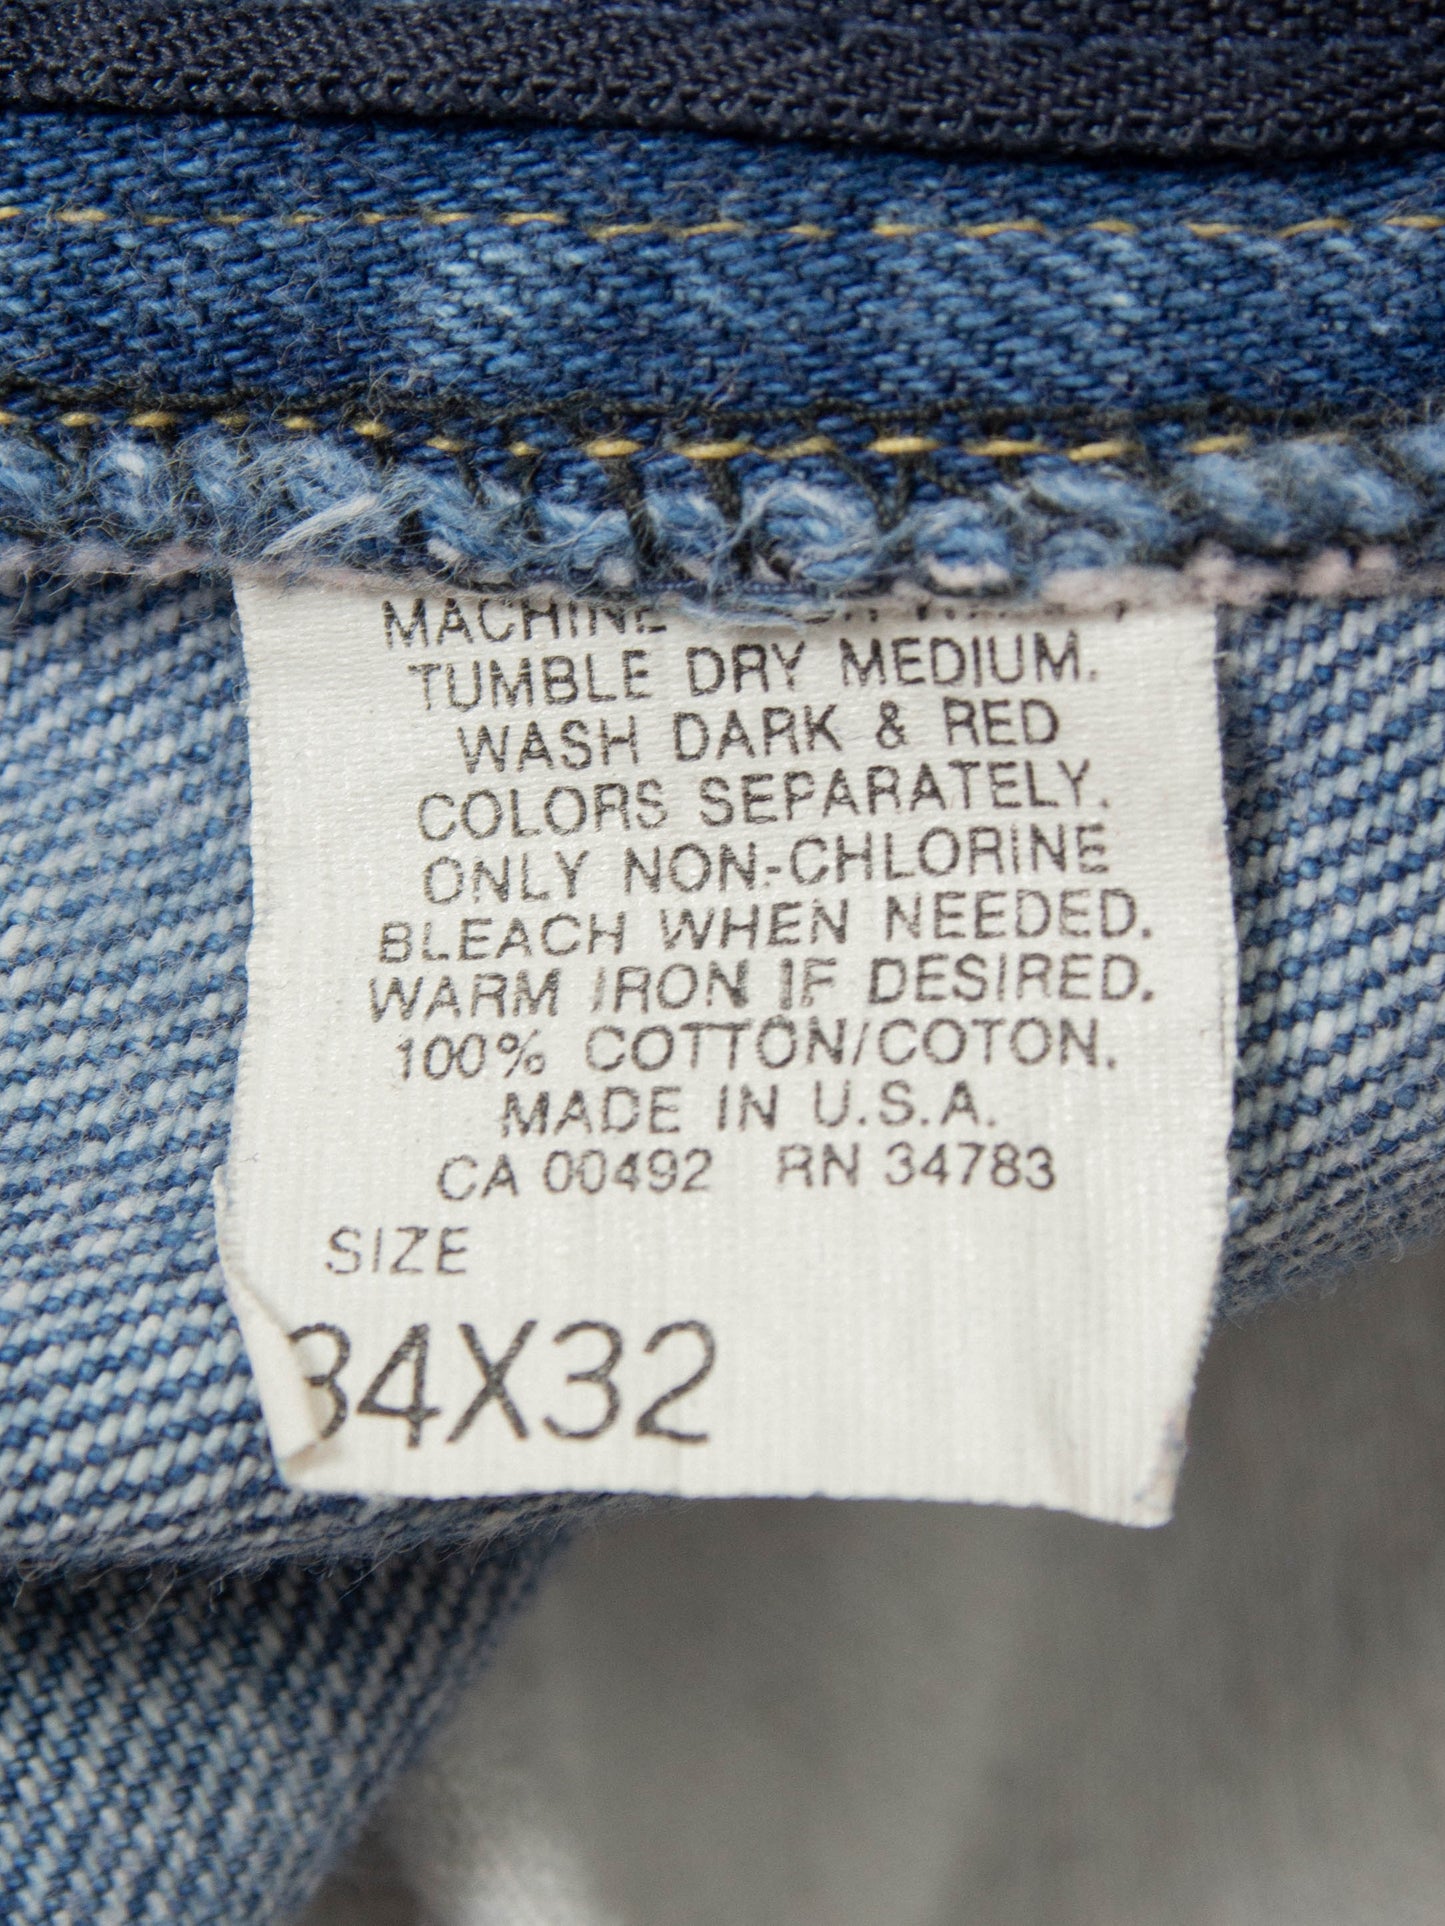 MACHINE
TUMBLE DRY MEDIUM.
WASH DARK & RED
COLORS SEPARATELY.
ONLY NON-CHLORINE
BLEACH WHEN NEEDED.
WARM IRON IF DESIRED.
100% COTTON/COTON.
MADE IN U.S.A.
CA 00492 RN 34783
SIZE
34X32